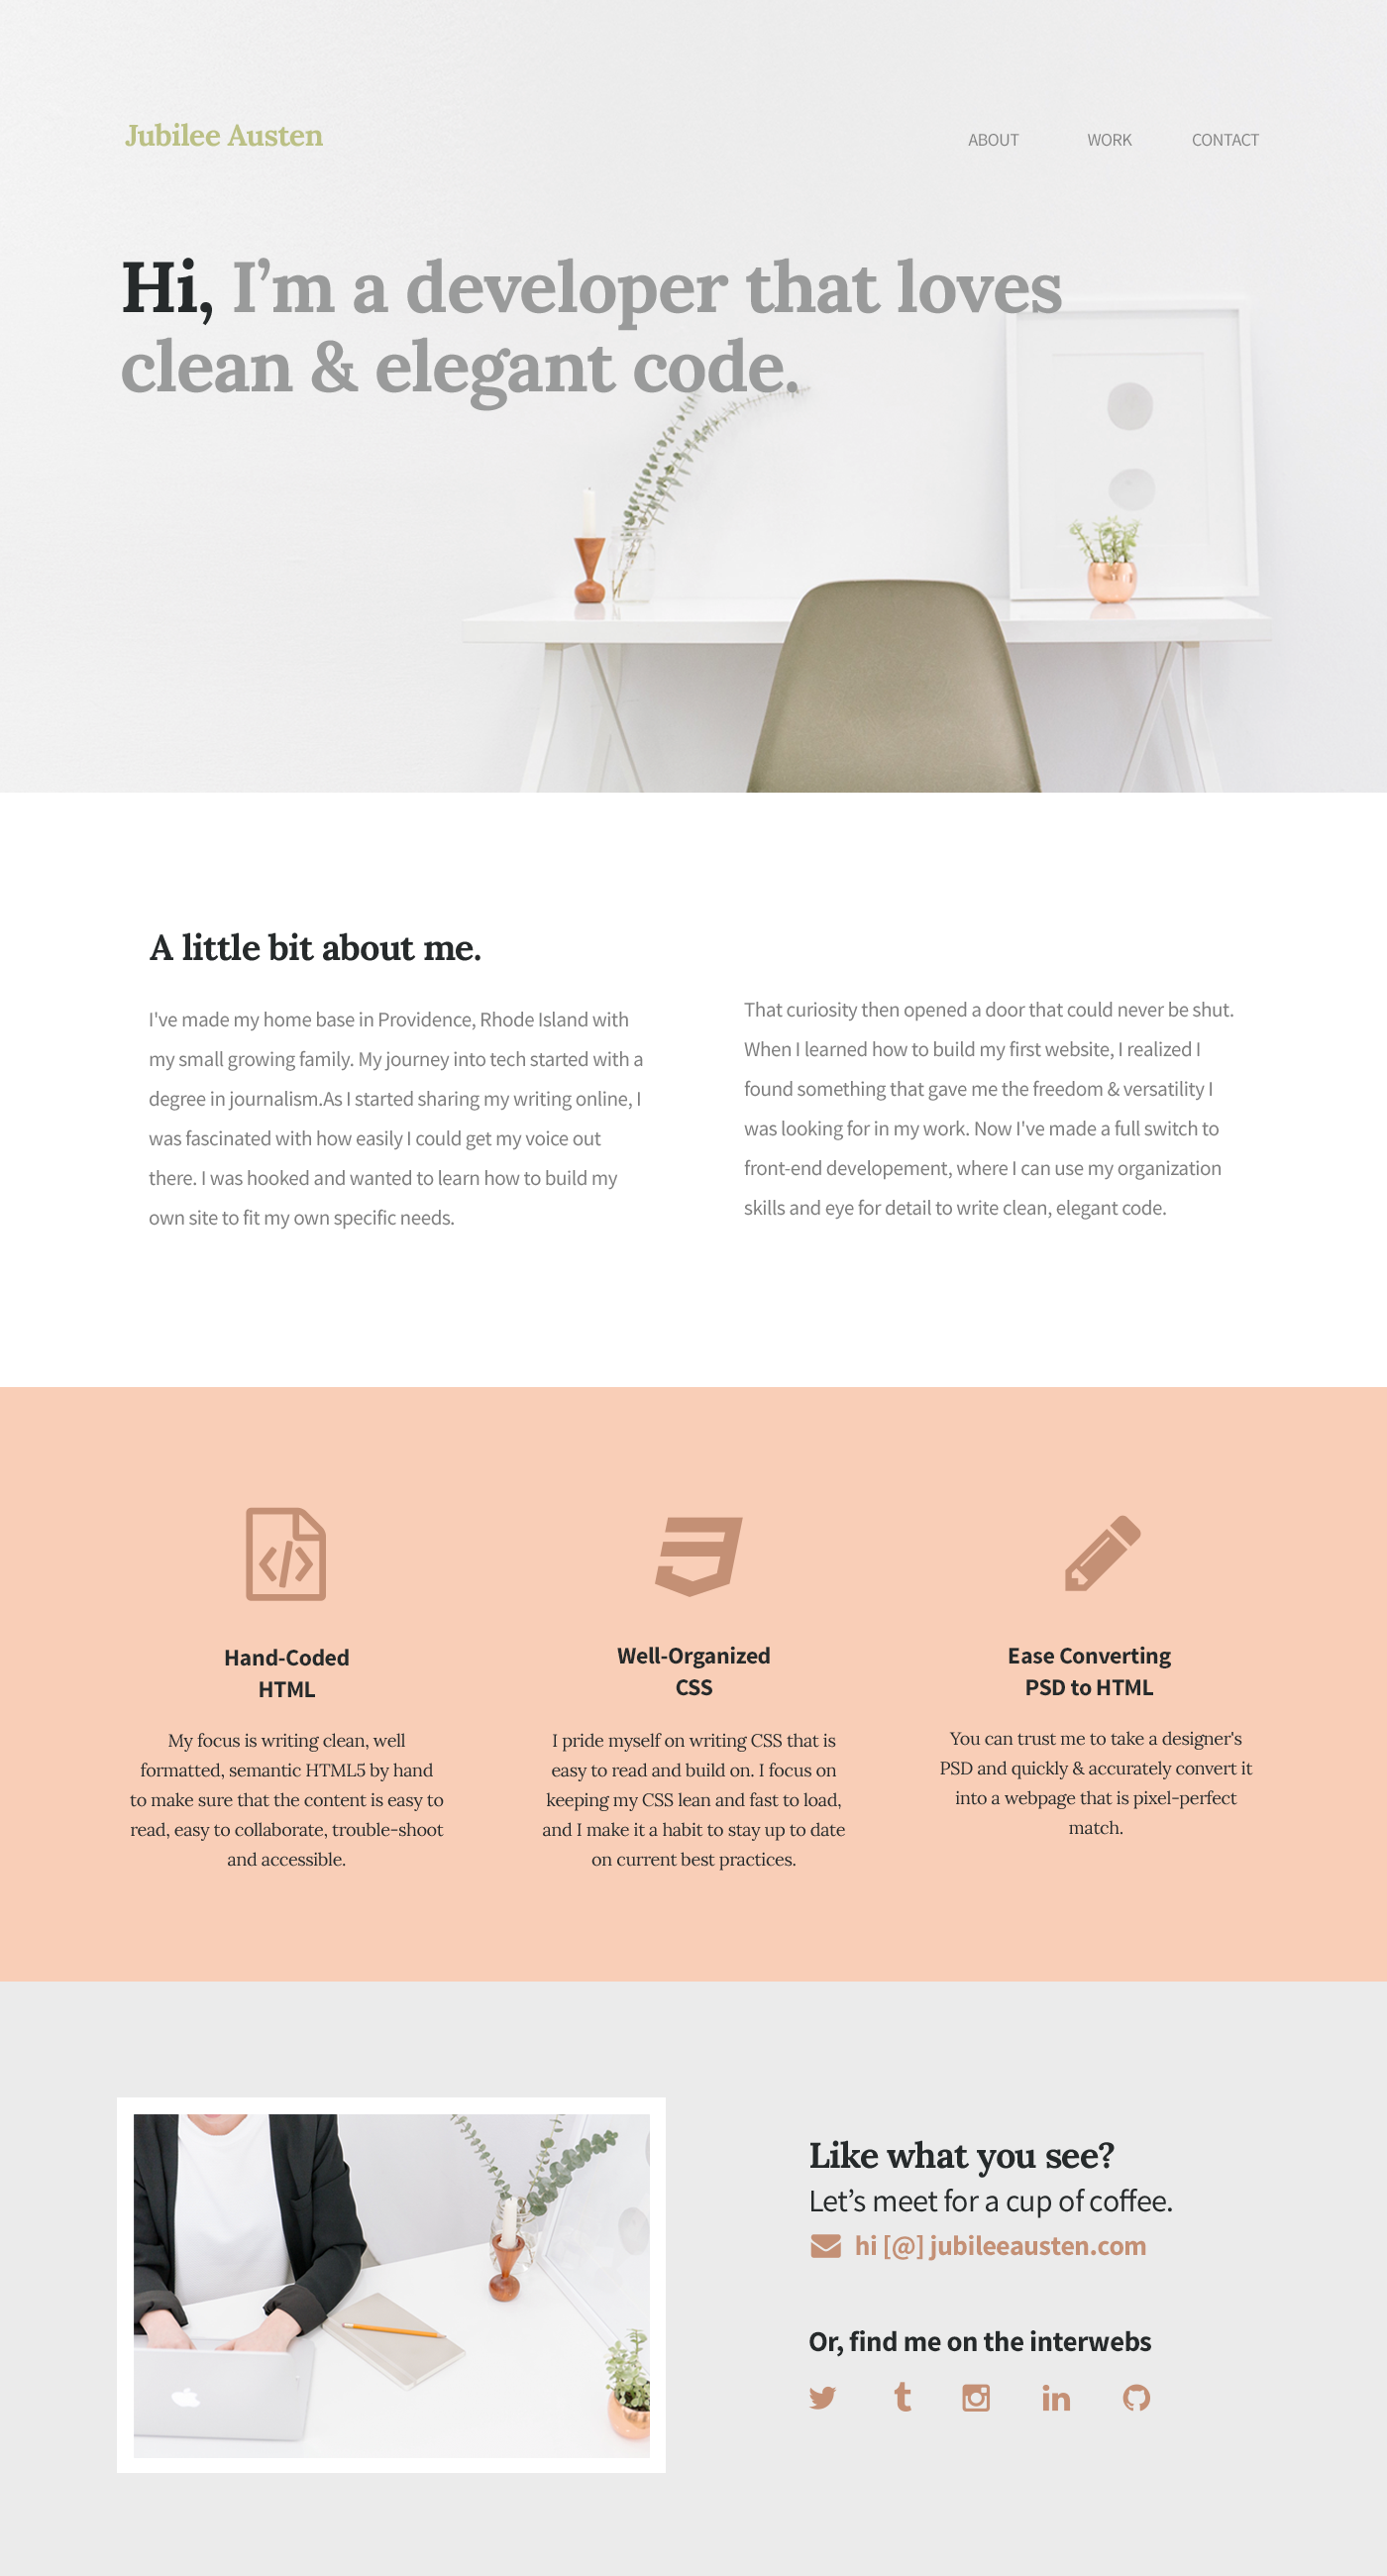 Jubilee Austen
ABOUT WORK CONTACT
Hi, I’m a developer that loves
clean & elegant code.
A little bit about me.
I've made my home base in Providence, Rhode Island with
my small growing family. My journey into tech started with a
degree in journalism.As I started sharing my writing online, I
was fascinated with how easily I could get my voice out
there. I was hooked and wanted to learn how to build my
own site to fit my own specific needs.
That curiosity then opened a door that could never be shut.
When I learned how to build my first website, I realized I
found something that gave me the freedom & versatility I
was looking for in my work. Now I've made a full switch to
front-end developement, where I can use my organization
skills and eye for detail to write clean, elegant code.
Hand-Coded
HTML
My focus is writing clean, well
formatted, semantic HTML5 by hand
to make sure that the content is easy to
read, easy to collaborate, trouble-shoot
and accessible.
Well-Organized
CSS
I pride myself on writing CSS that is
easy to read and build on. I focus on
keeping my CSS lean and fast to load,
and I make it a habit to stay up to date
on current best practices.
Ease Converting
PSD to HTML
You can trust me to take a designer's
PSD and quickly & accurately convert it
into a webpage that is pixel-perfect
match.
Like what you see?
Let’s meet for a cup of coffee.
hi [@] jubileeausten.com
Or, find me on the interwebs